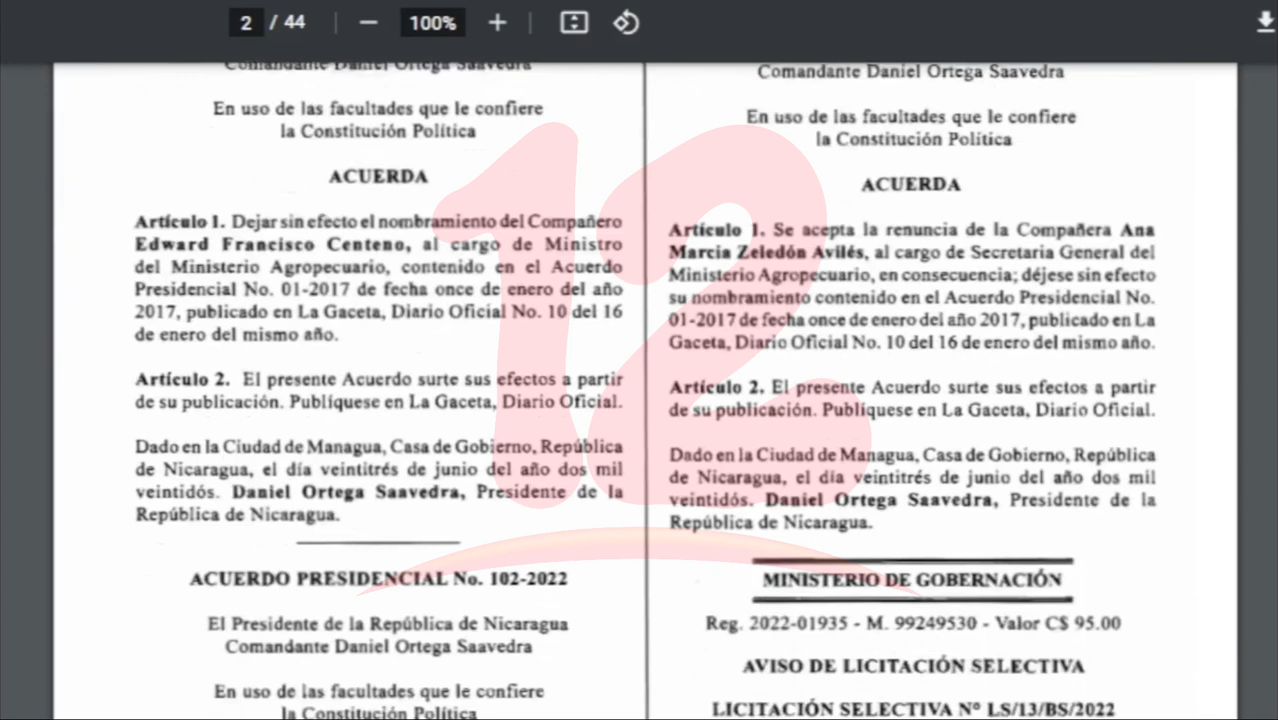 2 / 44
100%
Comandante Daniel Ortega Saavedra
En uso de las facultades que le confiere
la Constitución Política
ACUERDA
Artículo 1. Dejar sin efecto el nombramiento del Compañero
Edward Francisco Centeno, al cargo de Ministro
del Ministerio Agropecuario, contenido en el Acuerdo
Presidencial No. 01-2017 de fecha once de enero del año
2017, publicado en La Gaceta, Diario Oficial No. 10 del 16
de enero del mismo año.
Artículo 2. El presente Acuerdo surte sus efectos a partir
de su publicación. Publíquese en La Gaceta, Diario Oficial.
Dado en la Ciudad de Managua, Casa de Gobierno, República
de Nicaragua, el día veintitrés de junio del año dos mil
veintidós. Daniel Ortega Saavedra, Presidente de la
República de Nicaragua.
ACUERDO PRESIDENCIAL No. 102-2022
El Presidente de la República de Nicaragua
Comandante Daniel Ortega Saavedra
En uso de las facultades que le confiere
la Constitución Política
Comandante Daniel Ortega Saavedra
En uso de las facultades que le confiere
la Constitución Política
ACUERDA
Artículo 1. Se acepta la renuncia de la Compañera Ana
Marcia Zeledón Avilés, al cargo de Secretaria General del
Ministerio Agropecuario, en consecuencia; déjese sin efecto
su nombramiento contenido en el Acuerdo Presidencial No.
01-2017 de fecha once de enero del año 2017, publicado en La
Gaceta, Diario Oficial No. 10 del 16 de enero del mismo año.
Artículo 2. El presente Acuerdo surte sus efectos a partir
de su publicación. Publíquese en La Gaceta, Diario Oficial.
Dado en la Ciudad de Managua, Casa de Gobierno, República
de Nicaragua, el día veintitrés de junio del año dos mil
veintidós. Daniel Ortega Saavedra, Presidente de la
República de Nicaragua.
MINISTERIO DE GOBERNACIÓN
Reg. 2022-01935 - M. 99249530 - Valor C$ 95.00
AVISO DE LICITACIÓN SELECTIVA
LICITACIÓN SELECTIVA Nº LS/13/BS/2022
12